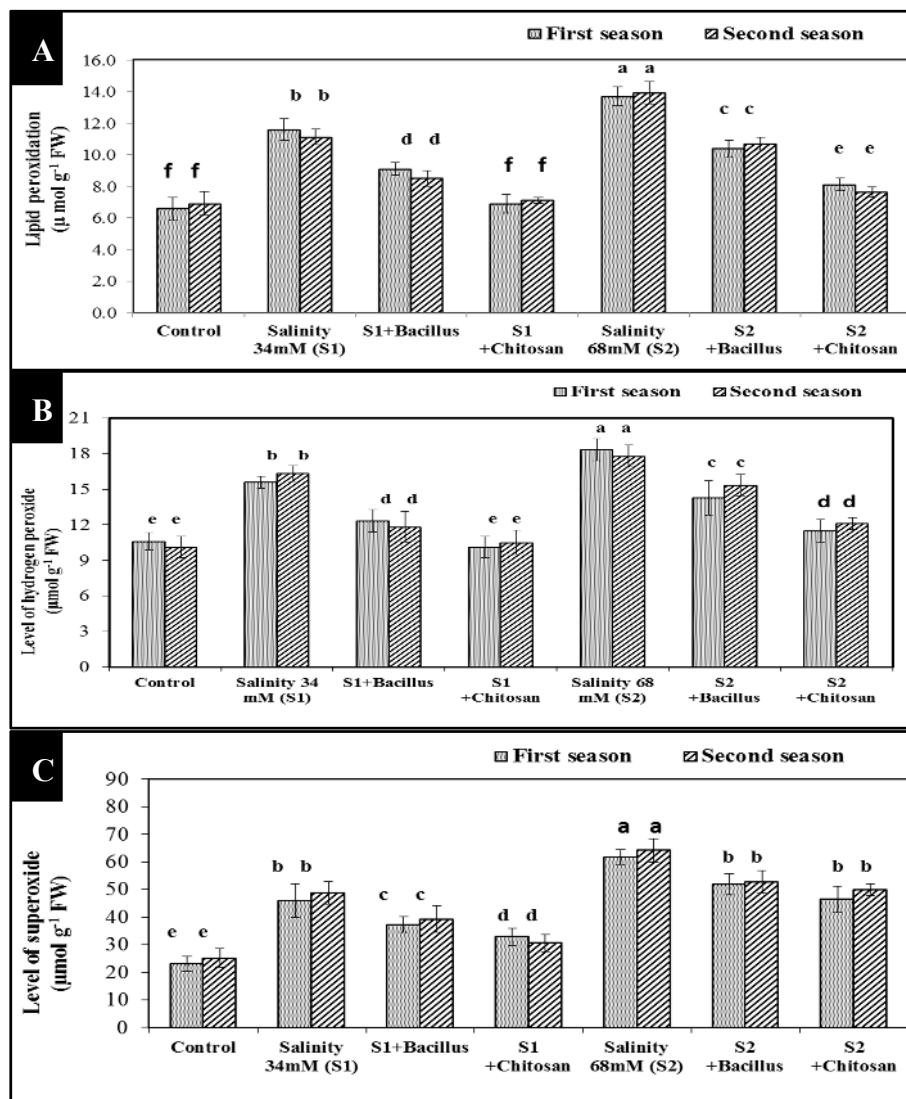 A
First season Second season
Lipid peroxidation
(μ mol g-1 FW)
16.0
14.0
12.0
10.0
8.0
6.0
4.0
2.0
0.0
f f
b b
d d
f f
a a
c c
e e
Control
Salinity
34mM (S1)
S1+Bacillus
S1
+Chitosan
Salinity
68mM (S2)
S2
+Bacillus
S2
+Chitosan
B
First season Second season
Level of hydrogen peroxide
(μmol g-1 FW)
21
18
15
12
9
6
3
0
e e
b b
d d
e e
a a
c c
d d
Control
Salinity 34
mM (S1)
S1+Bacillus
S1
+Chitosan
Salinity 68
mM (S2)
S2
+Bacillus
S2
+Chitosan
C
First season Second season
Level of superoxide
(μmol g-1 FW)
90
80
70
60
50
40
30
20
10
0
e e
b b
c c
d d
a a
b b
b b
Control
Salinity
34mM (S1)
S1+Bacillus
S1
+Chitosan
Salinity
68mM (S2)
S2
+Bacillus
S2
+Chitosan